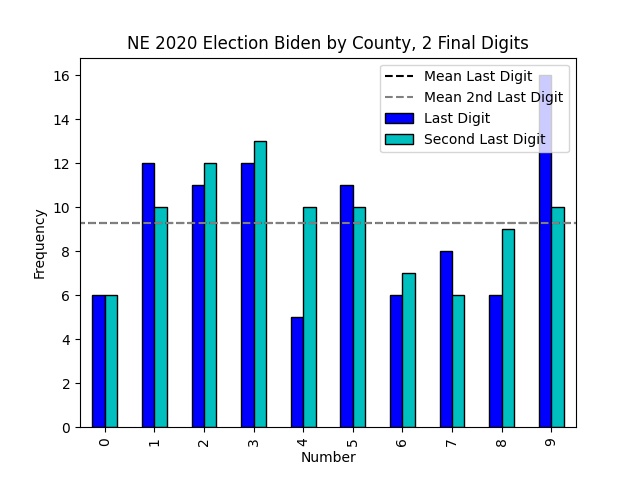 NE 2020 Election Biden by County, 2 Final Digits
Mean Last Digit
Mean 2nd Last Digit
Last Digit
Second Last Digit
16
14
12
10
8
6
4
2
0
Frequency
0 1 2 3 4 5 6 7 8 9
Number